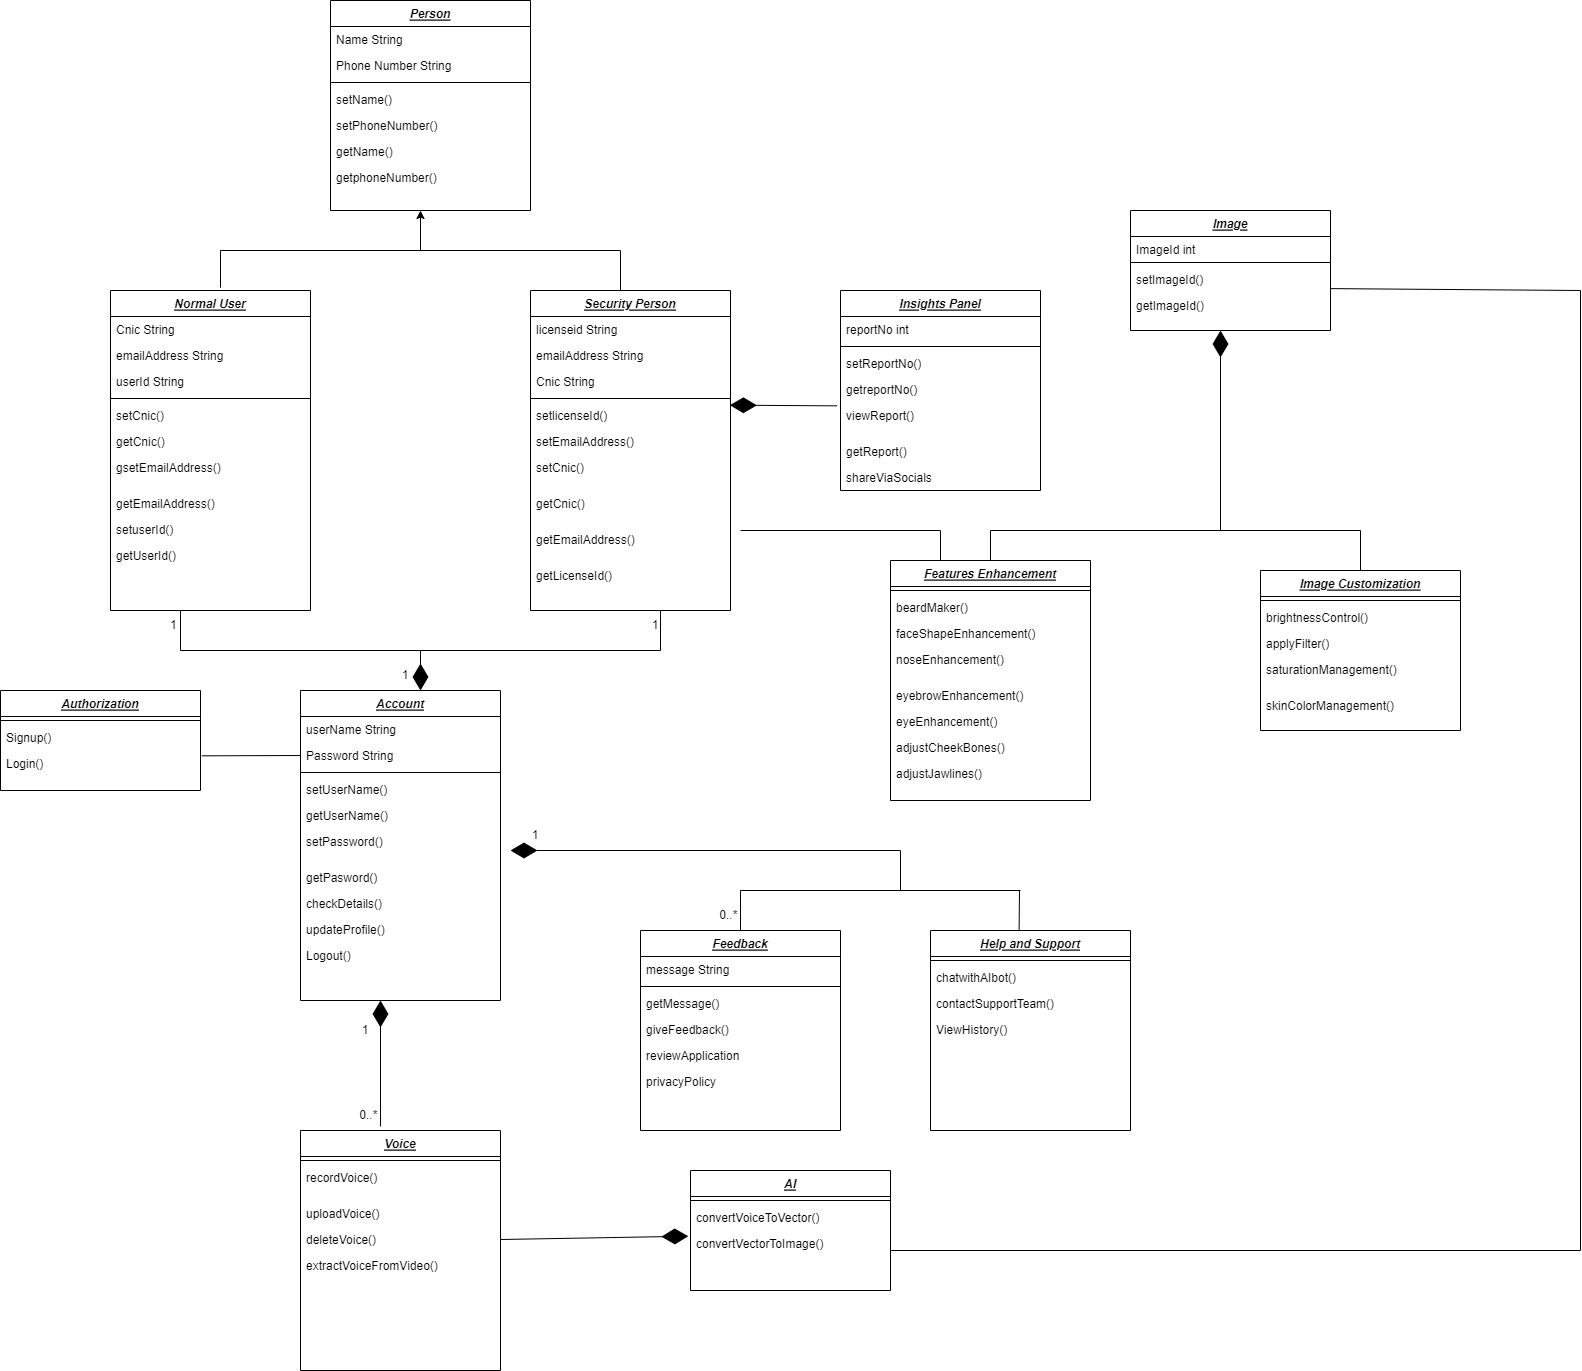 Person
Name String
Phone Number String
setName()
setPhoneNumber()
getName()
getphoneNumber()
Image
ImageId int
setImageId()
getImageId()
Normal User
Cnic String
emailAddress String
userId String
setCnic()
getCnic()
gsetEmailAddress()
getEmailAddress()
setuserId()
getUserId()
Security Person
licenseid String
emailAddress String
Cnic String
setlicenseId()
setEmailAddress()
setCnic()
getCnic()
getEmailAddress()
getLicenseId()
Insights Panel
reportNo int
setReportNo()
getreportNo()
viewReport()
getReport()
shareViaSocials
Features Enhancement
beardMaker()
faceShapeEnhancement()
noseEnhancement()
eyebrowEnhancement()
eyeEnhancement()
adjustCheekBones()
adjustJawlines()
Image Customization
brightnessControl()
applyFilter()
saturationManagement()
skinColorManagement()
1
1
1
Authorization
Signup()
Login()
Account
userName String
Password String
setUserName()
getUserName()
setPassword()
getPasword()
checkDetails()
updateProfile()
Logout()
1
0..*
Feedback
message String
getMessage()
giveFeedback()
reviewApplication
privacyPolicy
Help and Support
chatwithAIbot()
contactSupportTeam()
ViewHistory()
1
0..*
Voice
recordVoice()
uploadVoice()
deleteVoice()
extractVoiceFromVideo()
AI
convertVoiceToVector()
convertVectorToImage()